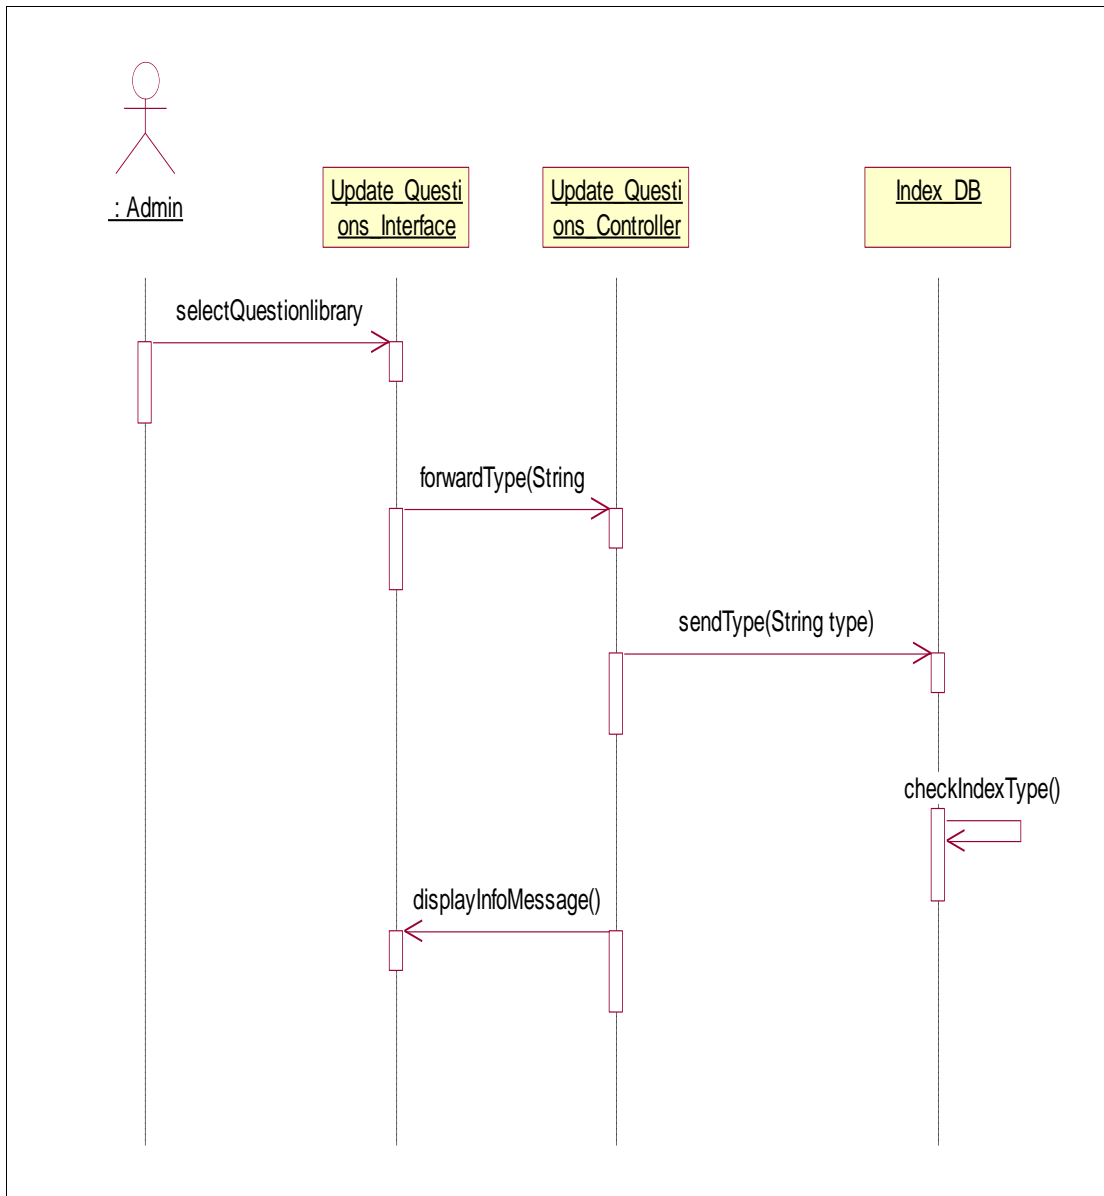 : Admin
Update_Questi
ons_Interface
Update_Questi
ons_Controller
Index_DB
selectQuestionlibrary
forwardType(String
sendType(String type)
checkIndexType()
displayInfoMessage()